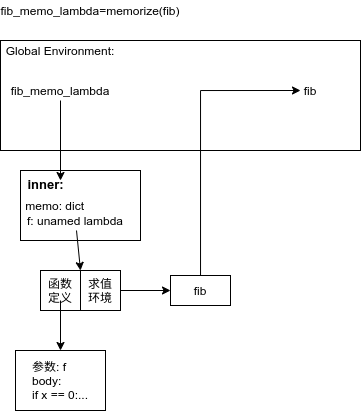 fib_memo_lambda=memorize(fib)
Global Environment:
fib_memo_lambda
fib
inner:
memo: dict
f: unamed lambda
函数
定义
求值
环境
fib
参数: f
body:
if x == 0:...